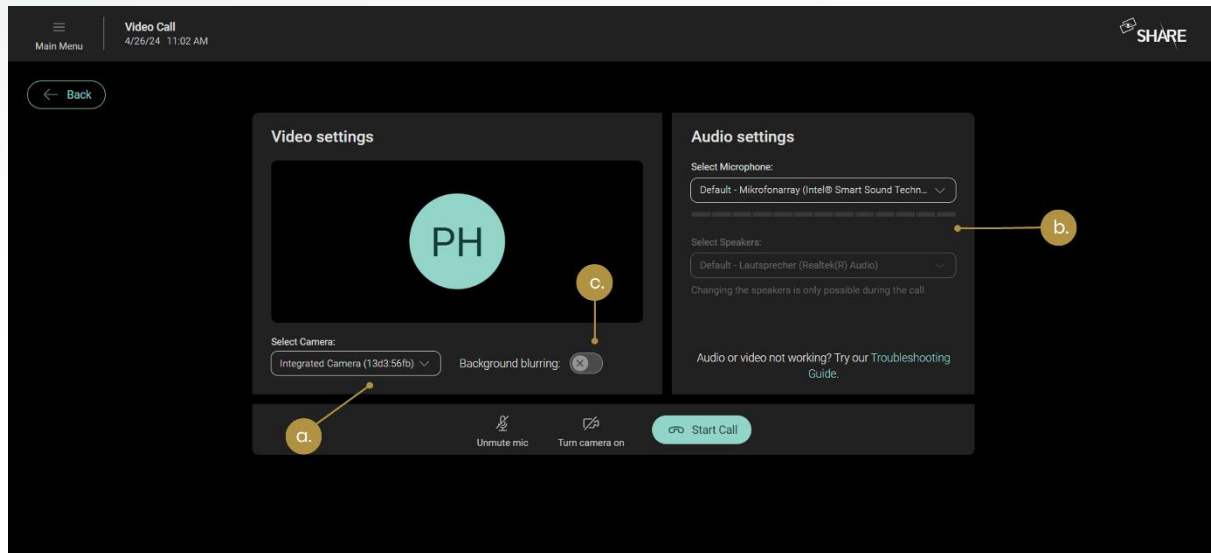 Main Menu
Video Call
4/26/24 11:02 AM
SHARE
Back
Video settings
PH
c.
Select Camera:
Integrated Camera (13d3:56fb)
Background blurring:
a.
Audio settings
Select Microphone:
Default - Mikrofonarray (Intel® Smart Sound Techn...
b.
Select Speakers:
Default - Lautsprecher (Realtek(R) Audio)
Changing the speakers is only possible during the call.
Audio or video not working? Try our Troubleshooting
Guide.
Unmute mic
Turn camera on
Start Call